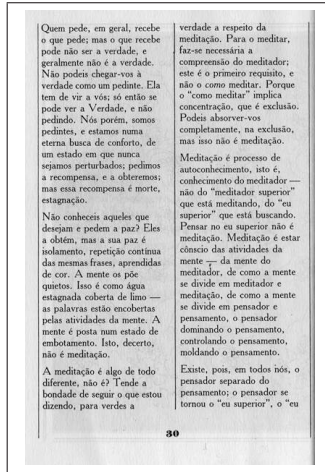 Quem pede, em geral, recebe
o que pede; mas o que recebe
pode não ser a verdade, e
geralmente não é a verdade.
Não podeis chegar-vos à
verdade como um pedinte. Ela
tem de vir a vós; só então se
pode ver a Verdade, e não
pedindo. Nós porém, somos
pedintes, e estamos numa
eterna busca de conforto, de
um estado em que nunca
sejamos perturbados; pedimos
a recompensa, e a obteremos;
mas essa recompensa é morte,
estagnação.
Não conheceis aqueles que
desejam e pedem a paz? Eles
a obtêm, mas a sua paz é
isolamento, repetição contínua
das mesmas frases, aprendidas
de cor. A mente os põe
quietos. Isso é como água
estagnada coberta de limo —
as palavras estão encobertas
pelas atividades da mente. A
mente é posta num estado de
embotamento. Isto, decerto,
não é meditação.
A meditação é algo de todo
diferente, não é? Tende a
bondade de seguir o que estou
dizendo, para verdes a
verdade a respeito da
meditação. Para o meditar,
faz-se necessária a
compreensão do meditador;
este é o primeiro requisito, e
não o como meditar. Porque
o "como meditar" implica
concentração, que é exclusão.
Podeis absorver-vos
completamente, na exclusão,
mas isso não é meditação.
Meditação é processo de
autoconhecimento, isto é,
conhecimento do meditador —
não do "meditador superior"
que está meditando, do "eu
superior" que está buscando.
Pensar no eu superior não é
meditação. Meditação é estar
cônscio das atividades da
mente — da mente do
meditador, de como a mente
se divide em meditador e
meditação, de como a mente
se divide em pensador e
pensamento, o pensador
dominando o pensamento,
controlando o pensamento,
moldando o pensamento.
Existe, pois, em todos nós, o
pensador separado do
pensamento; o pensador se
tornou o "eu superior", o "eu
30